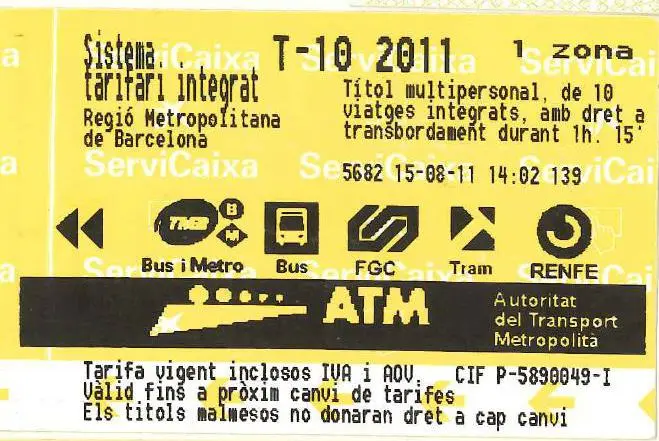 Sistema
tarifari integrat
Regió Metropolitana
de Barcelona
T-10 2011 1 zona
Títol multipersonal, de 10
viatges integrats, amb dret a
transbordament durant 1h. 15'
5682 15-08-11 14:02 139
TMB B M
Bus i Metro Bus FGC Tram RENFE
ATM
Autoritat
del Transport
Metropolità
Tarifa vigent inclosos IVA i AOV. CIF P-5890049-I
Vàlid fins a pròxim canvi de tarifes
Els titols malmesos no donaran dret a cap canvi
ServiCaixa ServiCaixa
ServiCaixa ServiCaixa
ServiCaixa ServiCaixa